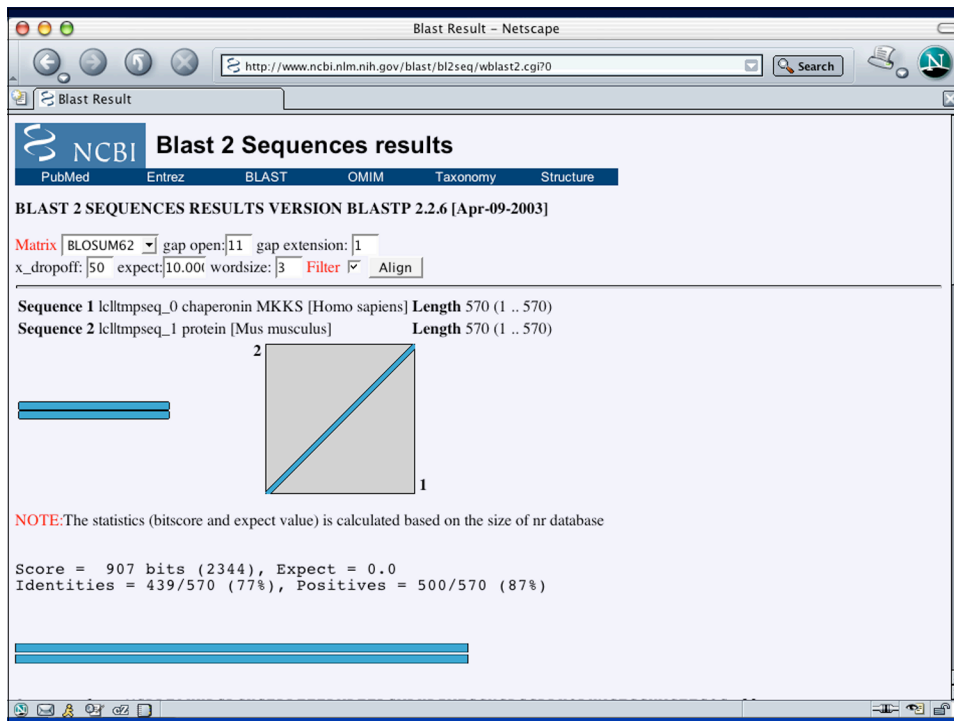 Blast Result – Netscape
http://www.ncbi.nlm.nih.gov/blast/bl2seq/wblast2.cgi?0
Search
N
Blast Result
NCBI
Blast 2 Sequences results
PubMed Entrez BLAST OMIM Taxonomy Structure
BLAST 2 SEQUENCES RESULTS VERSION BLASTP 2.2.6 [Apr-09-2003]
Matrix BLOSUM62 gap open: 11 gap extension: 1
x_dropoff: 50 expect: 10.00 wordsize: 3 Filter Align
Sequence 1 lcl|tmpseq_0 chaperonin MKKS [Homo sapiens] Length 570 (1 .. 570)
Sequence 2 lcl|tmpseq_1 protein [Mus musculus] Length 570 (1 .. 570)
2
1
NOTE:The statistics (bitscore and expect value) is calculated based on the size of nr database
Score = 907 bits (2344), Expect = 0.0
Identities = 439/570 (77%), Positives = 500/570 (87%)